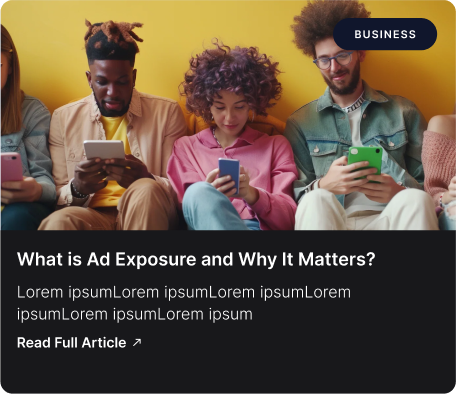 BUSINESS
What is Ad Exposure and Why It Matters?
Lorem ipsumLorem ipsumLorem ipsumLorem
ipsumLorem ipsumLorem ipsum
Read Full Article ↗